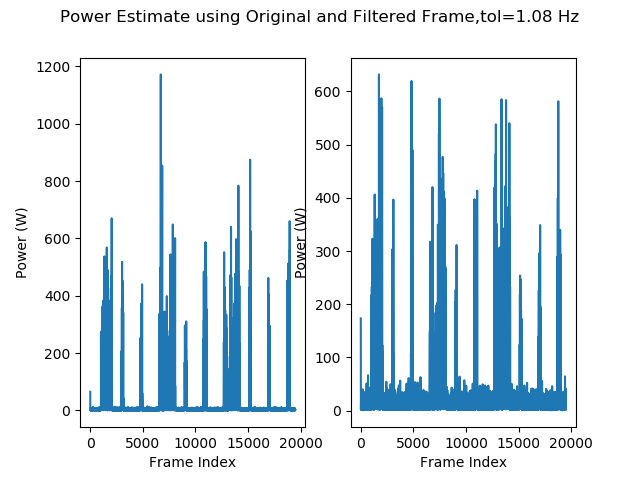 Power Estimate using Original and Filtered Frame,tol=1.08 Hz
Power (W)
1200
1000
800
600
400
200
0
0 5000 10000 15000 20000
Frame Index
Power (W)
600
500
400
300
200
100
0
0 5000 10000 15000 20000
Frame Index